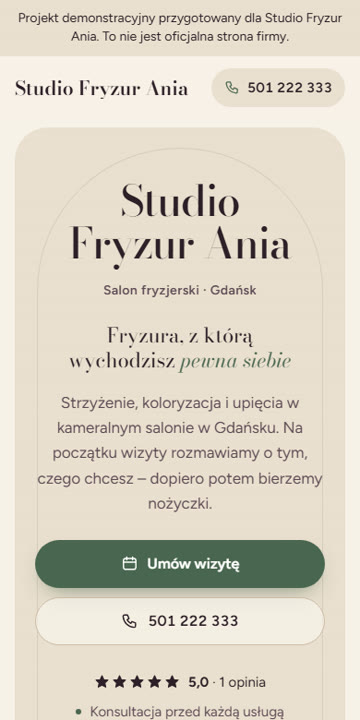 Projekt demonstracyjny przygotowany dla Studio Fryzur
Ania. To nie jest oficjalna strona firmy.
Studio Fryzur Ania
501 222 333
Studio
Fryzur Ania
Salon fryzjerski · Gdańsk
Fryzura, z którą
wychodzisz pewna siebie
Strzyżenie, koloryzacja i upięcia w
kameralnym salonie w Gdańsku. Na
początku wizyty rozmawiamy o tym,
czego chcesz – dopiero potem bierzemy
nożyczki.
Umów wizytę
501 222 333
★★★★★ 5,0 · 1 opinia
• Konsultacja przed każdą usługą